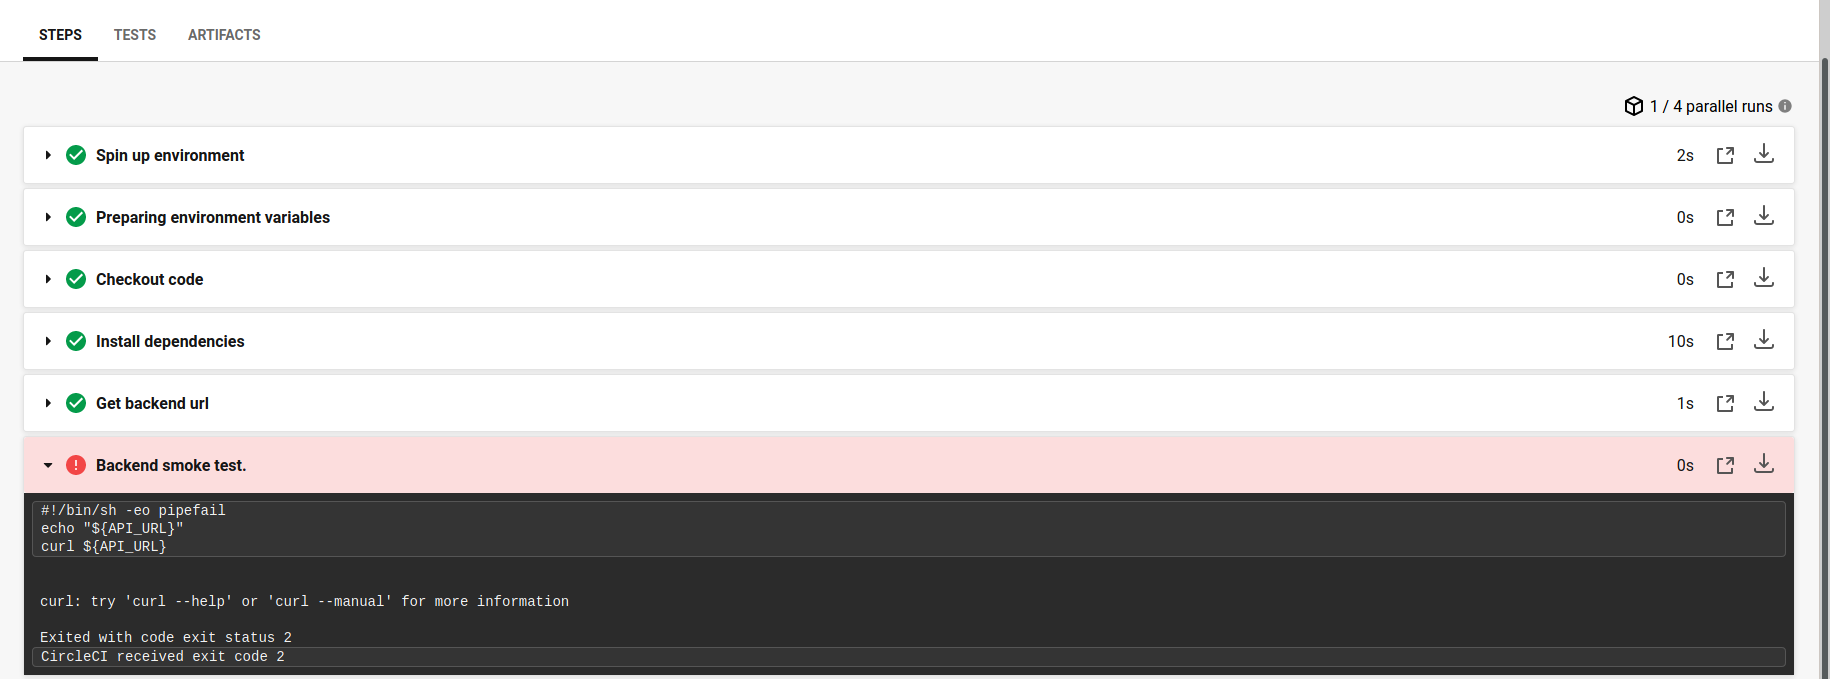 STEPS TESTS ARTIFACTS
1 / 4 parallel runs
Spin up environment 2s
Preparing environment variables 0s
Checkout code 0s
Install dependencies 10s
Get backend url 1s
Backend smoke test. 0s
#!/bin/sh -eo pipefail
echo "${API_URL}"
curl ${API_URL}
curl: try 'curl --help' or 'curl --manual' for more information
Exited with code exit status 2
CircleCI received exit code 2